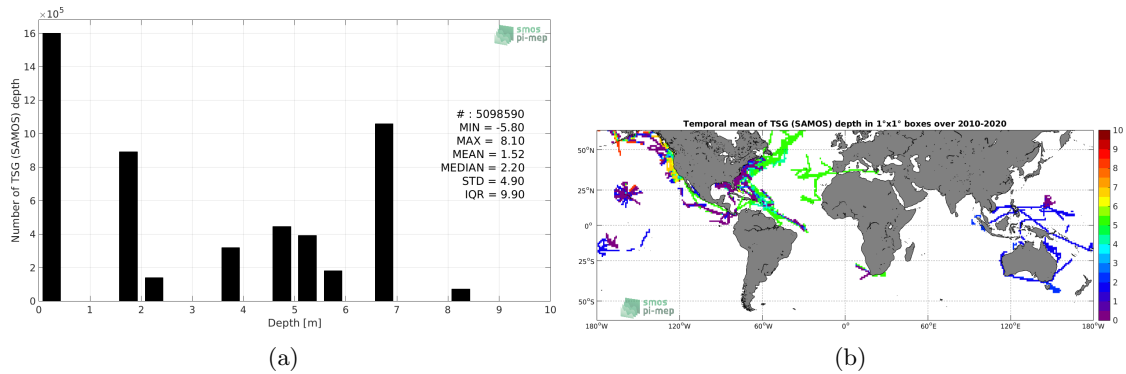 ×10⁵
16
14
12
10
8
6
4
2
0
Number of TSG (SAMOS) depth
0 1 2 3 4 5 6 7 8 9 10
Depth [m]
smos
pi-mep
# : 5098590
MIN = -5.80
MAX = 8.10
MEAN = 1.52
MEDIAN = 2.20
STD = 4.90
IQR = 9.90
(a)
Temporal mean of TSG (SAMOS) depth in 1°x1° boxes over 2010-2020
50°N
25°N
0°
25°S
50°S
180°W 120°W 60°W 0° 60°E 120°E 180°W
10
9
8
7
6
5
4
3
2
1
0
smos
pi-mep
(b)